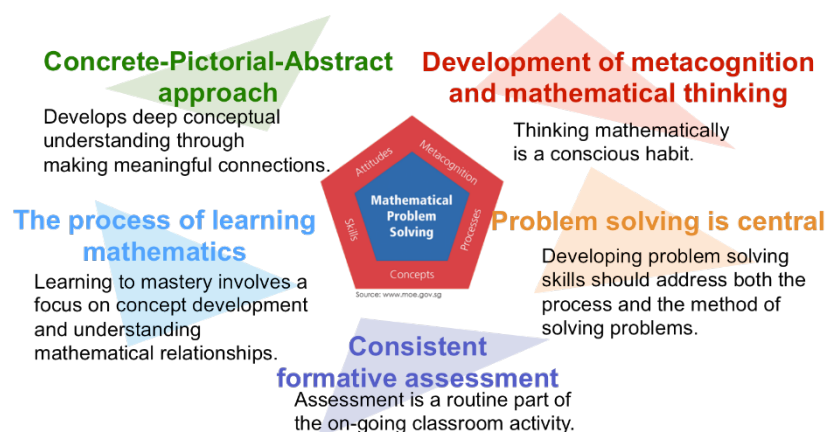 Concrete-Pictorial-Abstract
approach
Develops deep conceptual
understanding through
making meaningful connections.
Development of metacognition
and mathematical thinking
Thinking mathematically
is a conscious habit.
Attitudes
Metacognition
Skills
Mathematical
Problem
Solving
Processes
Concepts
Source: www.moe.gov.sg
The process of learning
mathematics
Learning to mastery involves a
focus on concept development
and understanding
mathematical relationships.
Problem solving is central
Developing problem solving
skills should address both the
process and the method of
solving problems.
Consistent
formative assessment
Assessment is a routine part of
the on-going classroom activity.